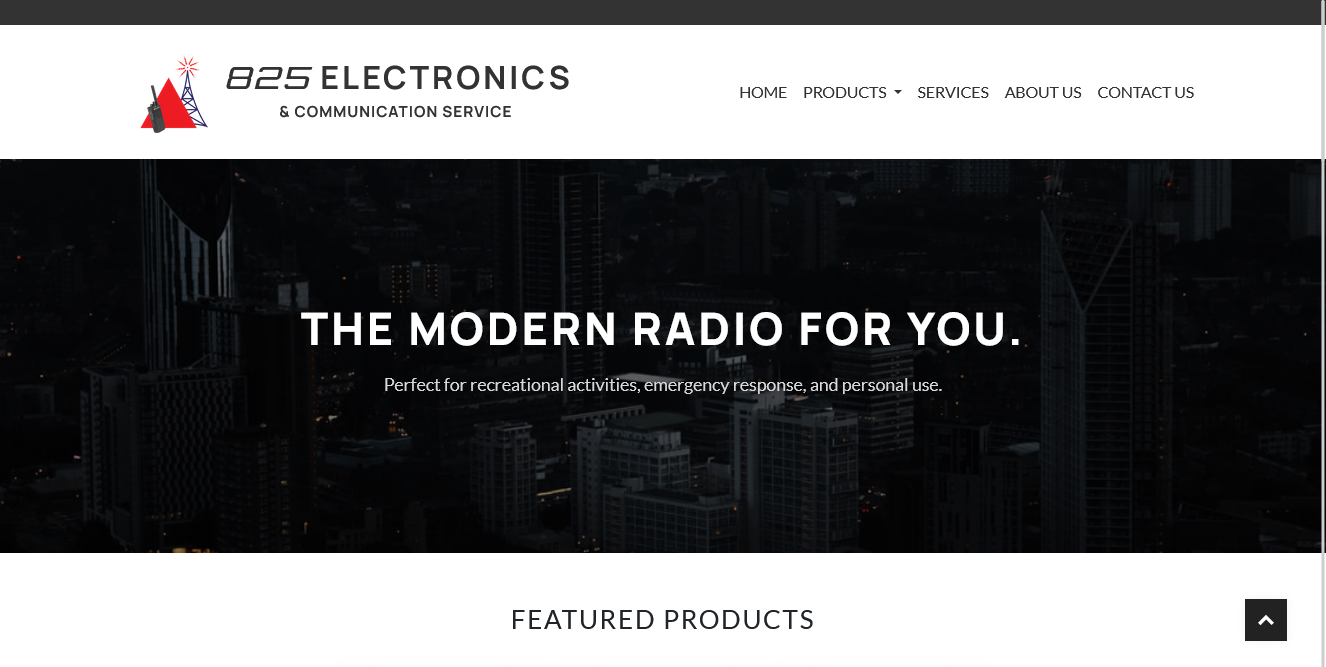 825 ELECTRONICS
& COMMUNICATION SERVICE
HOME PRODUCTS SERVICES ABOUT US CONTACT US
THE MODERN RADIO FOR YOU.
Perfect for recreational activities, emergency response, and personal use.
FEATURED PRODUCTS